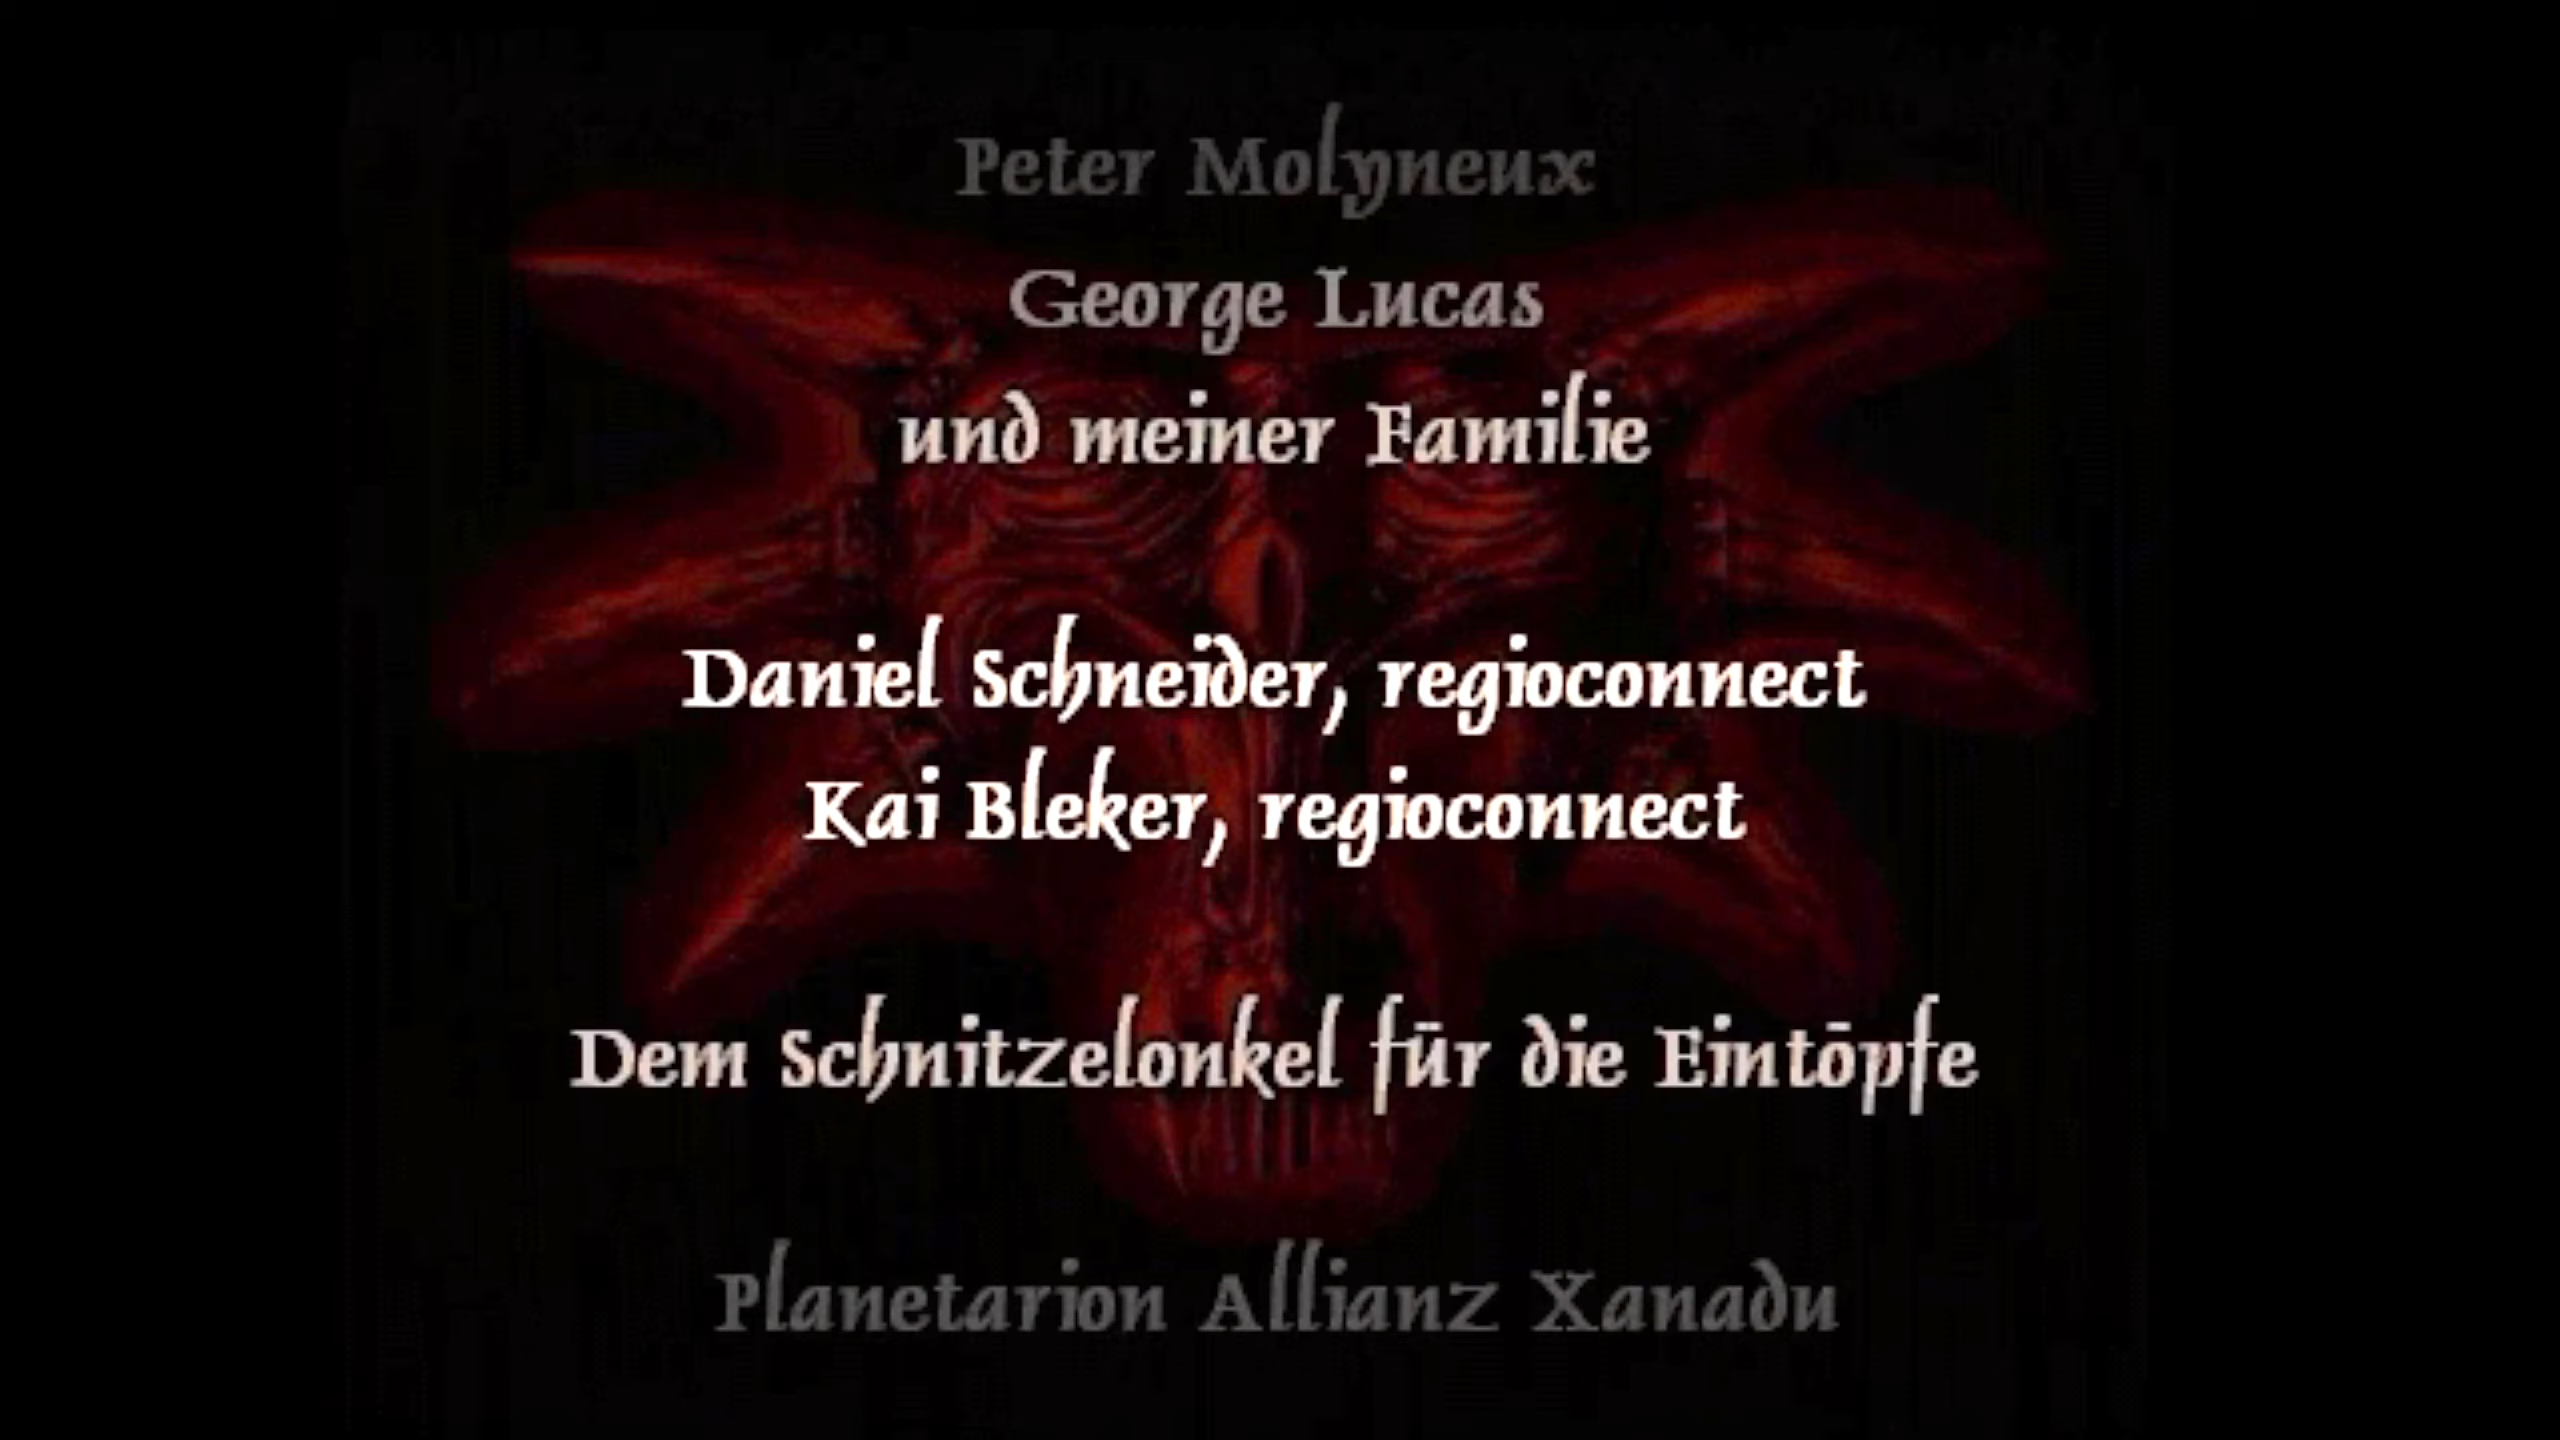 Peter Molyneux
George Lucas
und meiner Familie
Daniel Schneider, regioconnect
Kai Bleker, regioconnect
Dem Schnitzelonkel für die Eintöpfe
Planetarion Allianz Xanadu